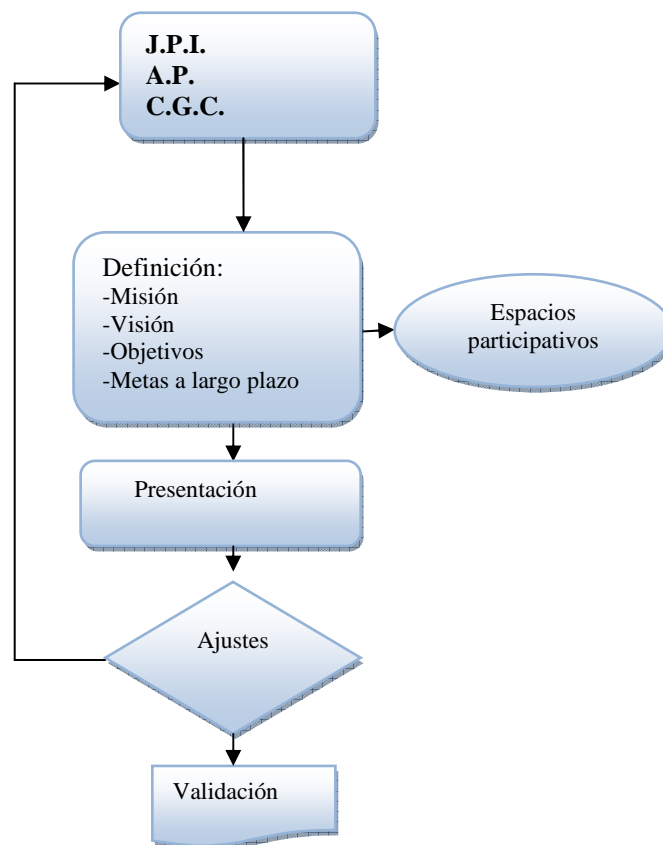 J.P.I.
A.P.
C.G.C.
Definición:
-Misión
-Visión
-Objetivos
-Metas a largo plazo
Espacios
participativos
Presentación
Ajustes
Validación